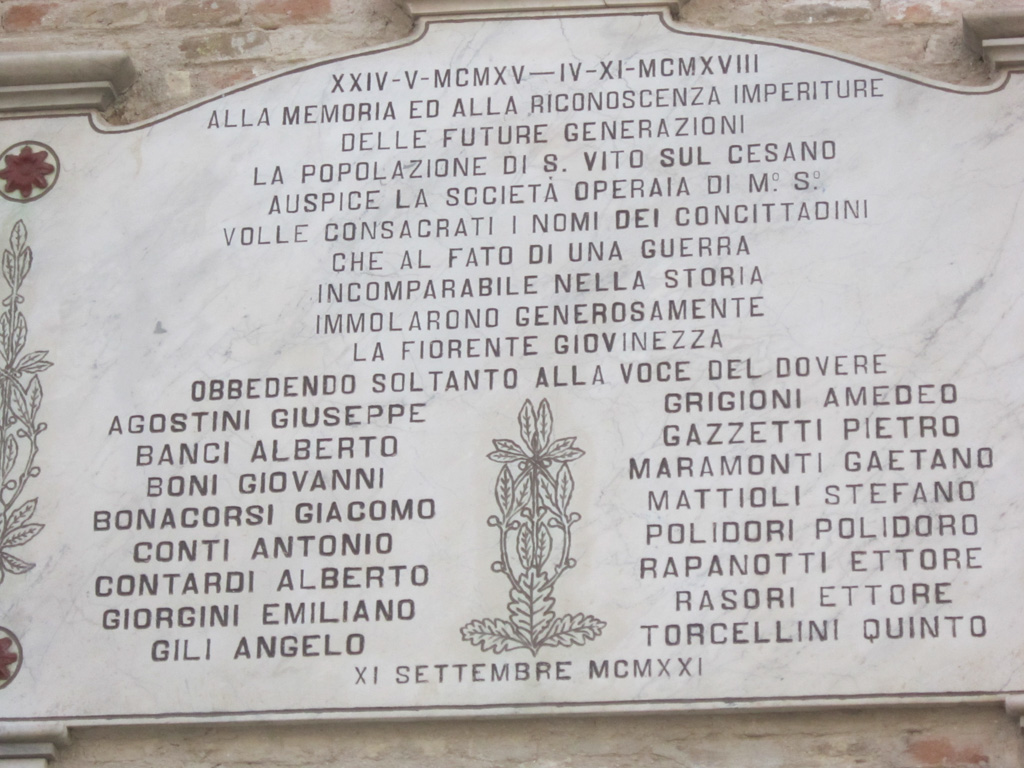 XXIV-V-MCMXV—IV-XI-MCMXVIII
ALLA MEMORIA ED ALLA RICONOSCENZA IMPERITURE
DELLE FUTURE GENERAZIONI
LA POPOLAZIONE DI S. VITO SUL CESANO
AUSPICE LA SOCIETÀ OPERAIA DI Mº Sº
VOLLE CONSACRATI I NOMI DEI CONCITTADINI
CHE AL FATO DI UNA GUERRA
INCOMPARABILE NELLA STORIA
IMMOLARONO GENEROSAMENTE
LA FIORENTE GIOVINEZZA
OBBEDENDO SOLTANTO ALLA VOCE DEL DOVERE
AGOSTINI GIUSEPPE
BANCI ALBERTO
BONI GIOVANNI
BONACORSI GIACOMO
CONTI ANTONIO
CONTARDI ALBERTO
GIORGINI EMILIANO
GILI ANGELO
GRIGIONI AMEDEO
GAZZETTI PIETRO
MARAMONTI GAETANO
MATTIOLI STEFANO
POLIDORI POLIDORO
RAPANOTTI ETTORE
RASORI ETTORE
TORCELLINI QUINTO
XI SETTEMBRE MCMXXI